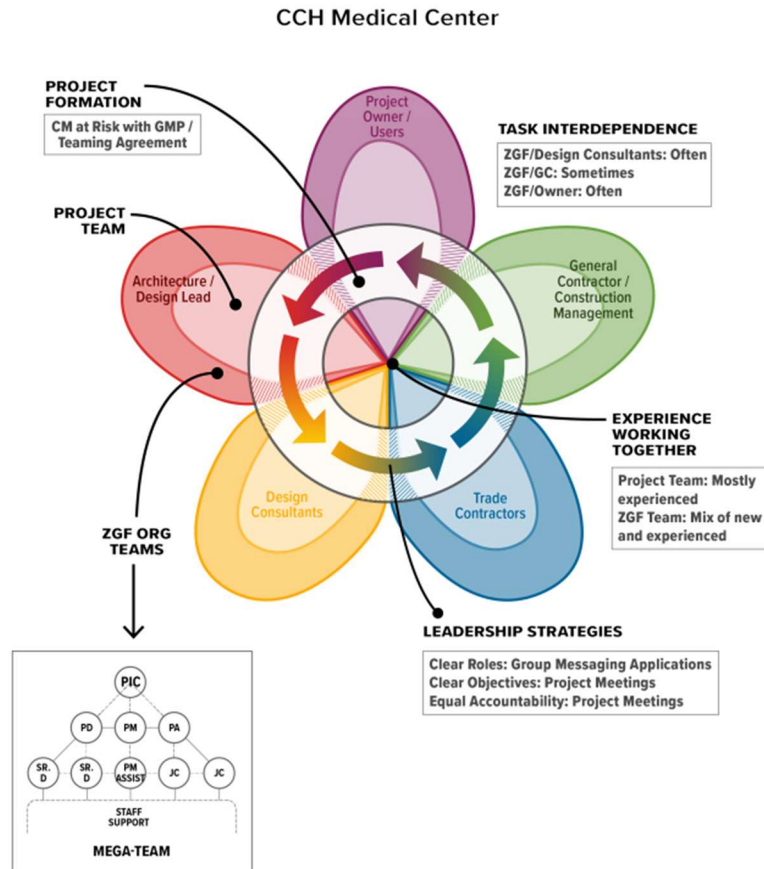 CCH Medical Center
PROJECT
FORMATION
CM at Risk with GMP /
Teaming Agreement
Project
Owner /
Users
TASK INTERDEPENDENCE
ZGF/Design Consultants: Often
ZGF/GC: Sometimes
ZGF/Owner: Often
PROJECT
TEAM
Architecture /
Design Lead
General
Contractor /
Construction
Management
EXPERIENCE
WORKING
TOGETHER
Project Team: Mostly
experienced
ZGF Team: Mix of new
and experienced
Design
Consultants
Trade
Contractors
ZGF ORG
TEAMS
LEADERSHIP STRATEGIES
Clear Roles: Group Messaging Applications
Clear Objectives: Project Meetings
Equal Accountability: Project Meetings
PIC
PD
PM
PA
SR.
D
SR.
D
PM
ASSIST
JC
JC
STAFF
SUPPORT
MEGA-TEAM